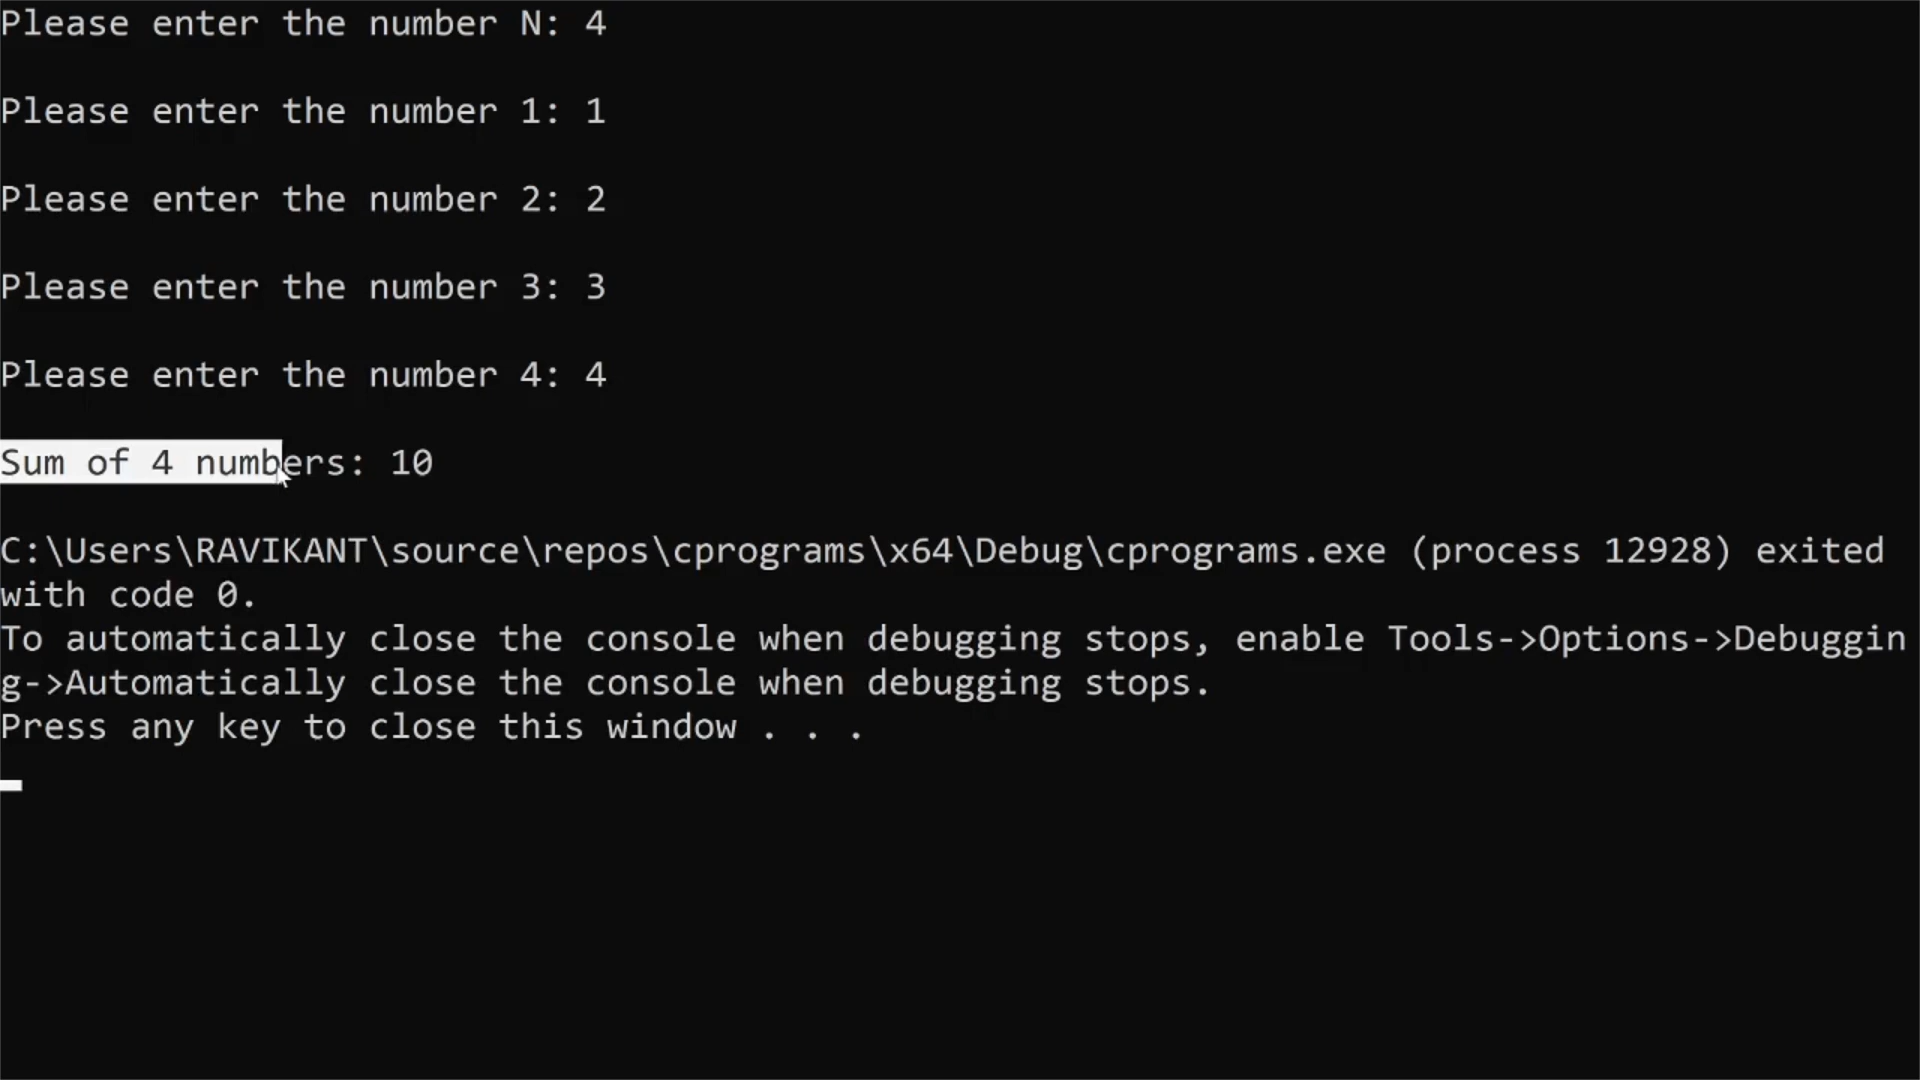 Please enter the number N: 4
Please enter the number 1: 1
Please enter the number 2: 2
Please enter the number 3: 3
Please enter the number 4: 4
Sum of 4 numbers: 10
C:\Users\RAVIKANT\source\repos\cprograms\x64\Debug\cprograms.exe (process 12928) exited
with code 0.
To automatically close the console when debugging stops, enable Tools->Options->Debuggin
g->Automatically close the console when debugging stops.
Press any key to close this window . . .